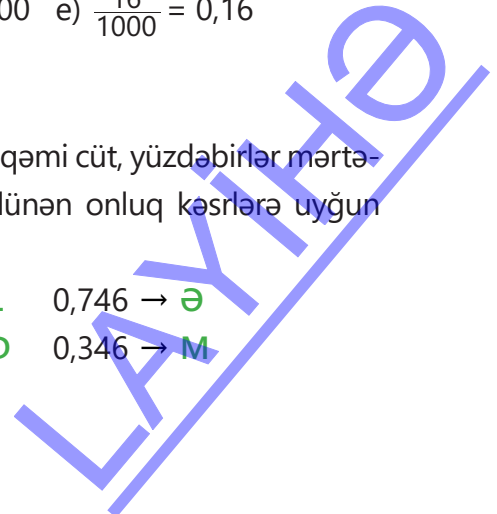 00 e) 16/1000 = 0,16
qəmi cüt, yüzdəbirlər mərtə-
lünən onluq kəsrlərə uyğun
0,746 → Ə
0,346 → M
LAYİHƏ